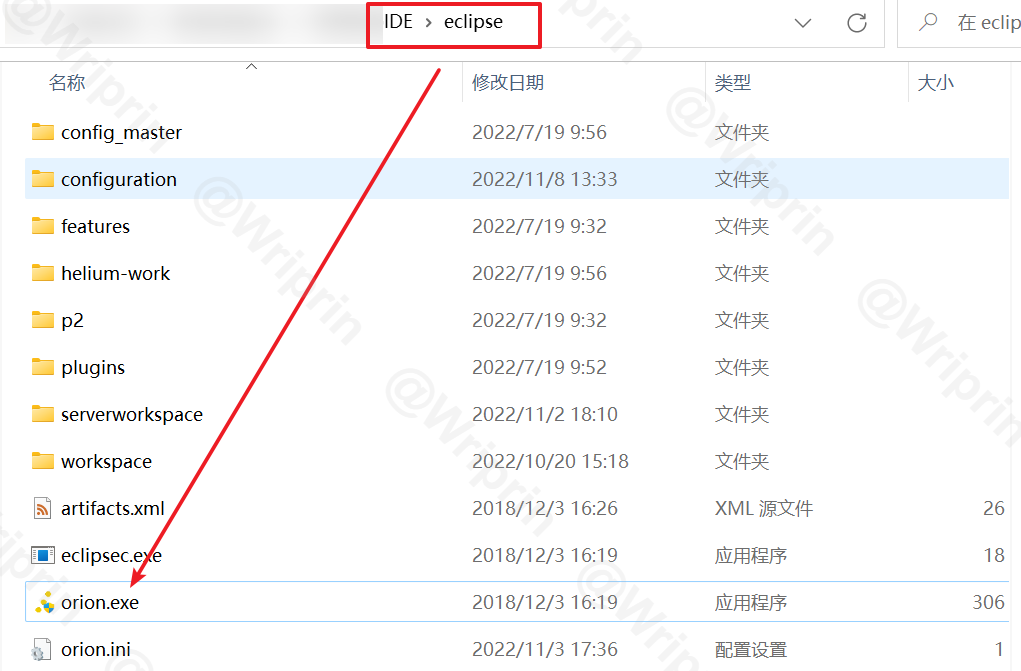 IDE › eclipse 在 eclip
名称 修改日期 类型 大小
config_master 2022/7/19 9:56 文件夹
configuration 2022/11/8 13:33 文件夹
features 2022/7/19 9:32 文件夹
helium-work 2022/7/19 9:56 文件夹
p2 2022/7/19 9:32 文件夹
plugins 2022/7/19 9:52 文件夹
serverworkspace 2022/11/2 18:10 文件夹
workspace 2022/10/20 15:18 文件夹
artifacts.xml 2018/12/3 16:26 XML 源文件 26
eclipsec.exe 2018/12/3 16:19 应用程序 18
orion.exe 2018/12/3 16:19 应用程序 306
orion.ini 2022/11/3 17:36 配置设置 1
@Wriprin
@Wriprin
@Wriprin
@Wriprin
@Wriprin
@Wriprin